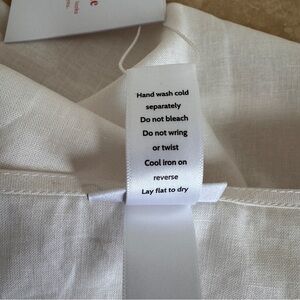 Hand wash cold
separately
Do not bleach
Do not wring
or twist
Cool iron on
reverse
Lay flat to dry